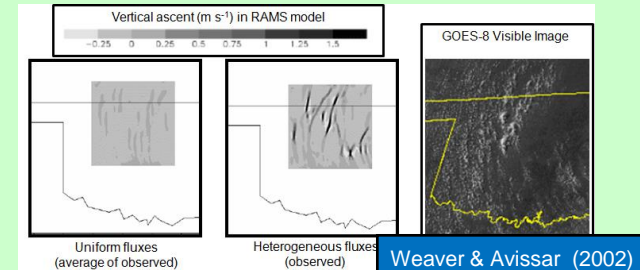 Vertical ascent (m s⁻¹) in RAMS model
−0.25 0 0.25 0.5 0.75 1 1.25 1.5
GOES-8 Visible Image
Uniform fluxes
(average of observed)
Heterogeneous fluxes
(observed)
Weaver & Avissar (2002)